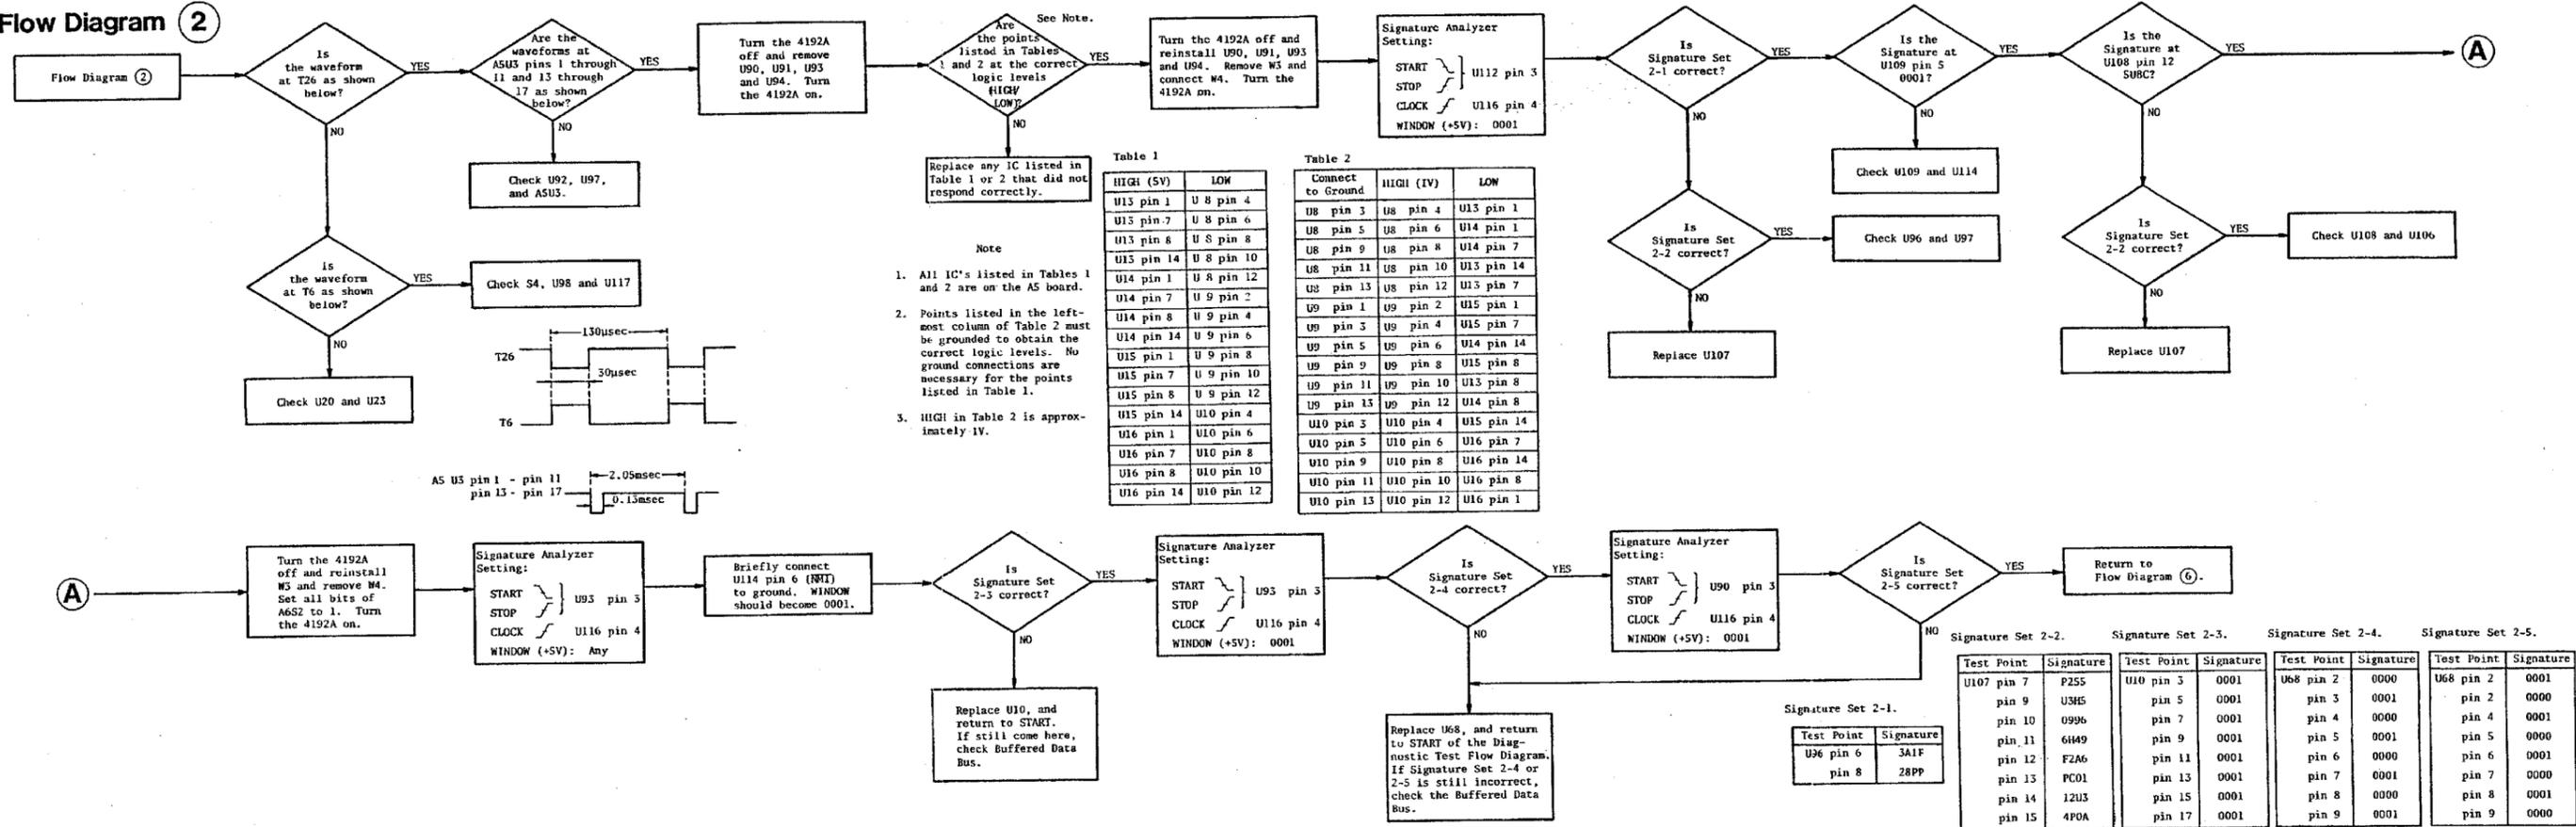 Flow Diagram 2
Flow Diagram 2
Is
the waveform
at T26 as shown
below?
YES
NO
Are the
waveforms at
A5U3 pins 1 through
11 and 13 through
17 as shown
below?
YES
NO
Check U92, U97,
and A5U3.
Turn the 4192A
off and remove
U90, U91, U93
and U94. Turn
the 4192A on.
See Note.
Are
the points
listed in Tables
1 and 2 at the correct
logic levels
(HIGH/
LOW)?
YES
NO
Replace any IC listed in
Table 1 or 2 that did not
respond correctly.
Turn the 4192A off and
reinstall U90, U91, U93
and U94. Remove W3 and
connect W4. Turn the
4192A on.
Signature Analyzer
Setting:
START
STOP
U112 pin 3
CLOCK U116 pin 4
WINDOW (+5V): 0001
Is
Signature Set
2-1 correct?
YES
NO
Is
the Signature at
U109 pin 5
0001?
YES
NO
Check U109 and U114
Is the
Signature at
U108 pin 12
5U8C?
YES
NO
A
Is
Signature Set
2-2 correct?
YES
NO
Check U96 and U97
Replace U107
Is
Signature Set
2-2 correct?
YES
NO
Check U108 and U106
Replace U107
Is
the waveform
at T6 as shown
below?
YES
NO
Check S4, U98 and U117
Check U20 and U23
130µsec
T26
30µsec
T6
A5 U3 pin 1 - pin 11
pin 13 - pin 17
2.05msec
0.13msec
Note
1. All IC's listed in Tables 1
and 2 are on the A5 board.
2. Points listed in the left-
most column of Table 2 must
be grounded to obtain the
correct logic levels. No
ground connections are
necessary for the points
listed in Table 1.
3. HIGH in Table 2 is approx-
imately 1V.
Table 1
HIGH (5V) LOW
U13 pin 1 U 8 pin 4
U13 pin 7 U 8 pin 6
U13 pin 8 U 8 pin 8
U13 pin 14 U 8 pin 10
U14 pin 1 U 8 pin 12
U14 pin 7 U 9 pin 2
U14 pin 8 U 9 pin 4
U14 pin 14 U 9 pin 6
U15 pin 1 U 9 pin 8
U15 pin 7 U 9 pin 10
U15 pin 8 U 9 pin 12
U15 pin 14 U10 pin 4
U16 pin 1 U10 pin 6
U16 pin 7 U10 pin 8
U16 pin 8 U10 pin 10
U16 pin 14 U10 pin 12
Table 2
Connect
to Ground HIGH (1V) LOW
U8 pin 3 U8 pin 4 U13 pin 1
U8 pin 5 U8 pin 6 U14 pin 1
U8 pin 9 U8 pin 8 U14 pin 7
U8 pin 11 U8 pin 10 U13 pin 14
U8 pin 13 U8 pin 12 U13 pin 7
U9 pin 1 U9 pin 2 U15 pin 1
U9 pin 3 U9 pin 4 U15 pin 7
U9 pin 5 U9 pin 6 U14 pin 14
U9 pin 9 U9 pin 8 U15 pin 8
U9 pin 11 U9 pin 10 U13 pin 8
U9 pin 13 U9 pin 12 U14 pin 8
U10 pin 3 U10 pin 4 U15 pin 14
U10 pin 5 U10 pin 6 U16 pin 7
U10 pin 9 U10 pin 8 U16 pin 14
U10 pin 11 U10 pin 10 U16 pin 8
U10 pin 13 U10 pin 12 U16 pin 1
A
Turn the 4192A
off and reinstall
W3 and remove W4.
Set all bits of
A6S2 to 1. Turn
the 4192A on.
Signature Analyzer
Setting:
START
STOP
U93 pin 3
CLOCK U116 pin 4
WINDOW (+5V): Any
Briefly connect
U114 pin 6 (NMI)
to ground. WINDOW
should become 0001.
Is
Signature Set
2-3 correct?
YES
NO
Replace U10, and
return to START.
If still come here,
check Buffered Data
Bus.
Signature Analyzer
Setting:
START
STOP
U93 pin 3
CLOCK U116 pin 4
WINDOW (+5V): 0001
Is
Signature Set
2-4 correct?
YES
NO
Signature Analyzer
Setting:
START
STOP
U90 pin 3
CLOCK U116 pin 4
WINDOW (+5V): 0001
Is
Signature Set
2-5 correct?
YES
NO
Return to
Flow Diagram 6.
Replace U68, and return
to START of the Diag-
nostic Test Flow Diagram.
If Signature Set 2-4 or
2-5 is still incorrect,
check the Buffered Data
Bus.
Signature Set 2-1.
Test Point Signature
U96 pin 6 3A1F
pin 8 28PP
Signature Set 2-2.
Test Point Signature
U107 pin 7 P255
pin 9 U3H5
pin 10 0996
pin 11 6H49
pin 12 F2A6
pin 13 PC01
pin 14 12U3
pin 15 4P0A
Signature Set 2-3.
Test Point Signature
U10 pin 3 0001
pin 5 0001
pin 7 0001
pin 9 0001
pin 11 0001
pin 13 0001
pin 15 0001
pin 17 0001
Signature Set 2-4.
Test Point Signature
U68 pin 2 0000
pin 3 0001
pin 4 0000
pin 5 0001
pin 6 0000
pin 7 0001
pin 8 0000
pin 9 0001
Signature Set 2-5.
Test Point Signature
U68 pin 2 0001
pin 2 0000
pin 4 0001
pin 5 0000
pin 6 0001
pin 7 0000
pin 8 0001
pin 9 0000